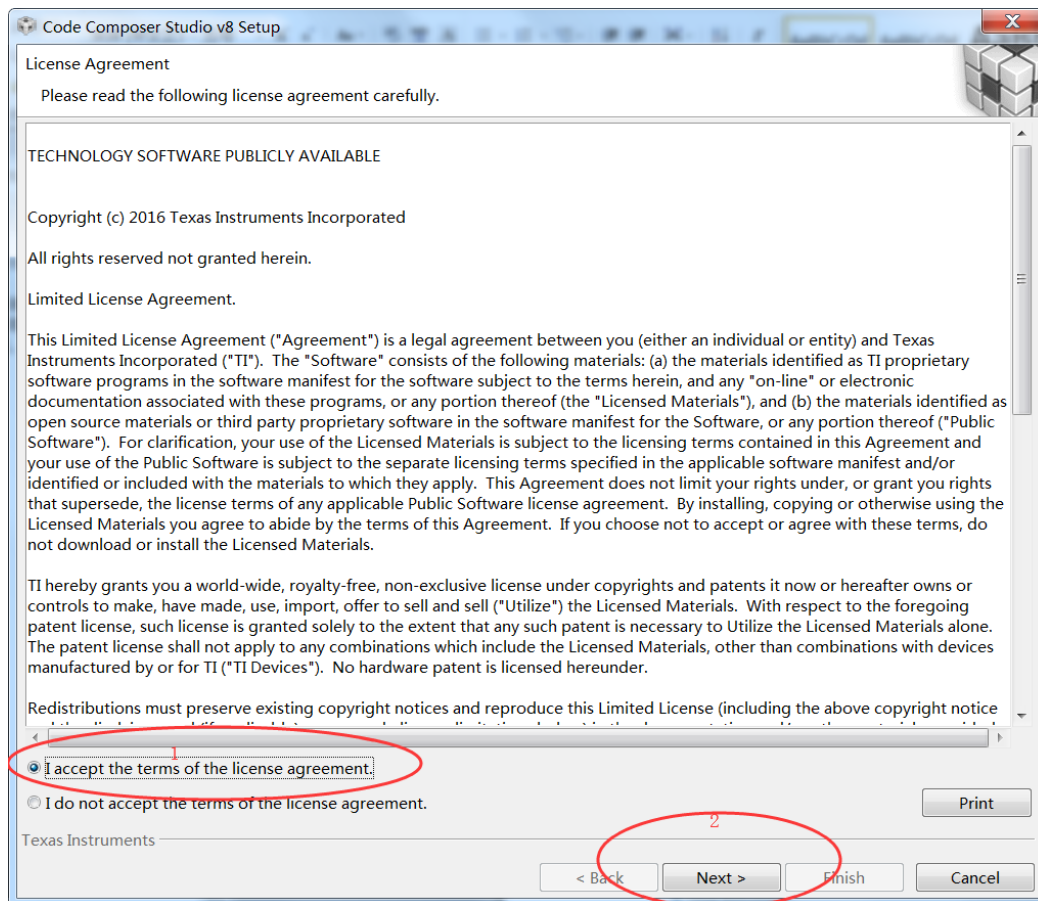 Code Composer Studio v8 Setup
License Agreement
Please read the following license agreement carefully.
TECHNOLOGY SOFTWARE PUBLICLY AVAILABLE
Copyright (c) 2016 Texas Instruments Incorporated
All rights reserved not granted herein.
Limited License Agreement.
This Limited License Agreement ("Agreement") is a legal agreement between you (either an individual or entity) and Texas
Instruments Incorporated ("TI").  The "Software" consists of the following materials: (a) the materials identified as TI proprietary
software programs in the software manifest for the software subject to the terms herein, and any "on-line" or electronic
documentation associated with these programs, or any portion thereof (the "Licensed Materials"), and (b) the materials identified as
open source materials or third party proprietary software in the software manifest for the Software, or any portion thereof ("Public
Software").  For clarification, your use of the Licensed Materials is subject to the licensing terms contained in this Agreement and
your use of the Public Software is subject to the separate licensing terms specified in the applicable software manifest and/or
identified or included with the materials to which they apply.  This Agreement does not limit your rights under, or grant you rights
that supersede, the license terms of any applicable Public Software license agreement.  By installing, copying or otherwise using the
Licensed Materials you agree to abide by the terms of this Agreement.  If you choose not to accept or agree with these terms, do
not download or install the Licensed Materials.
TI hereby grants you a world-wide, royalty-free, non-exclusive license under copyrights and patents it now or hereafter owns or
controls to make, have made, use, import, offer to sell and sell ("Utilize") the Licensed Materials.  With respect to the foregoing
patent license, such license is granted solely to the extent that any such patent is necessary to Utilize the Licensed Materials alone.
The patent license shall not apply to any combinations which include the Licensed Materials, other than combinations with devices
manufactured by or for TI ("TI Devices").  No hardware patent is licensed hereunder.
Redistributions must preserve existing copyright notices and reproduce this Limited License (including the above copyright notice
1
I accept the terms of the license agreement.
I do not accept the terms of the license agreement.
Print
2
Texas Instruments
< Back
Next >
Finish
Cancel